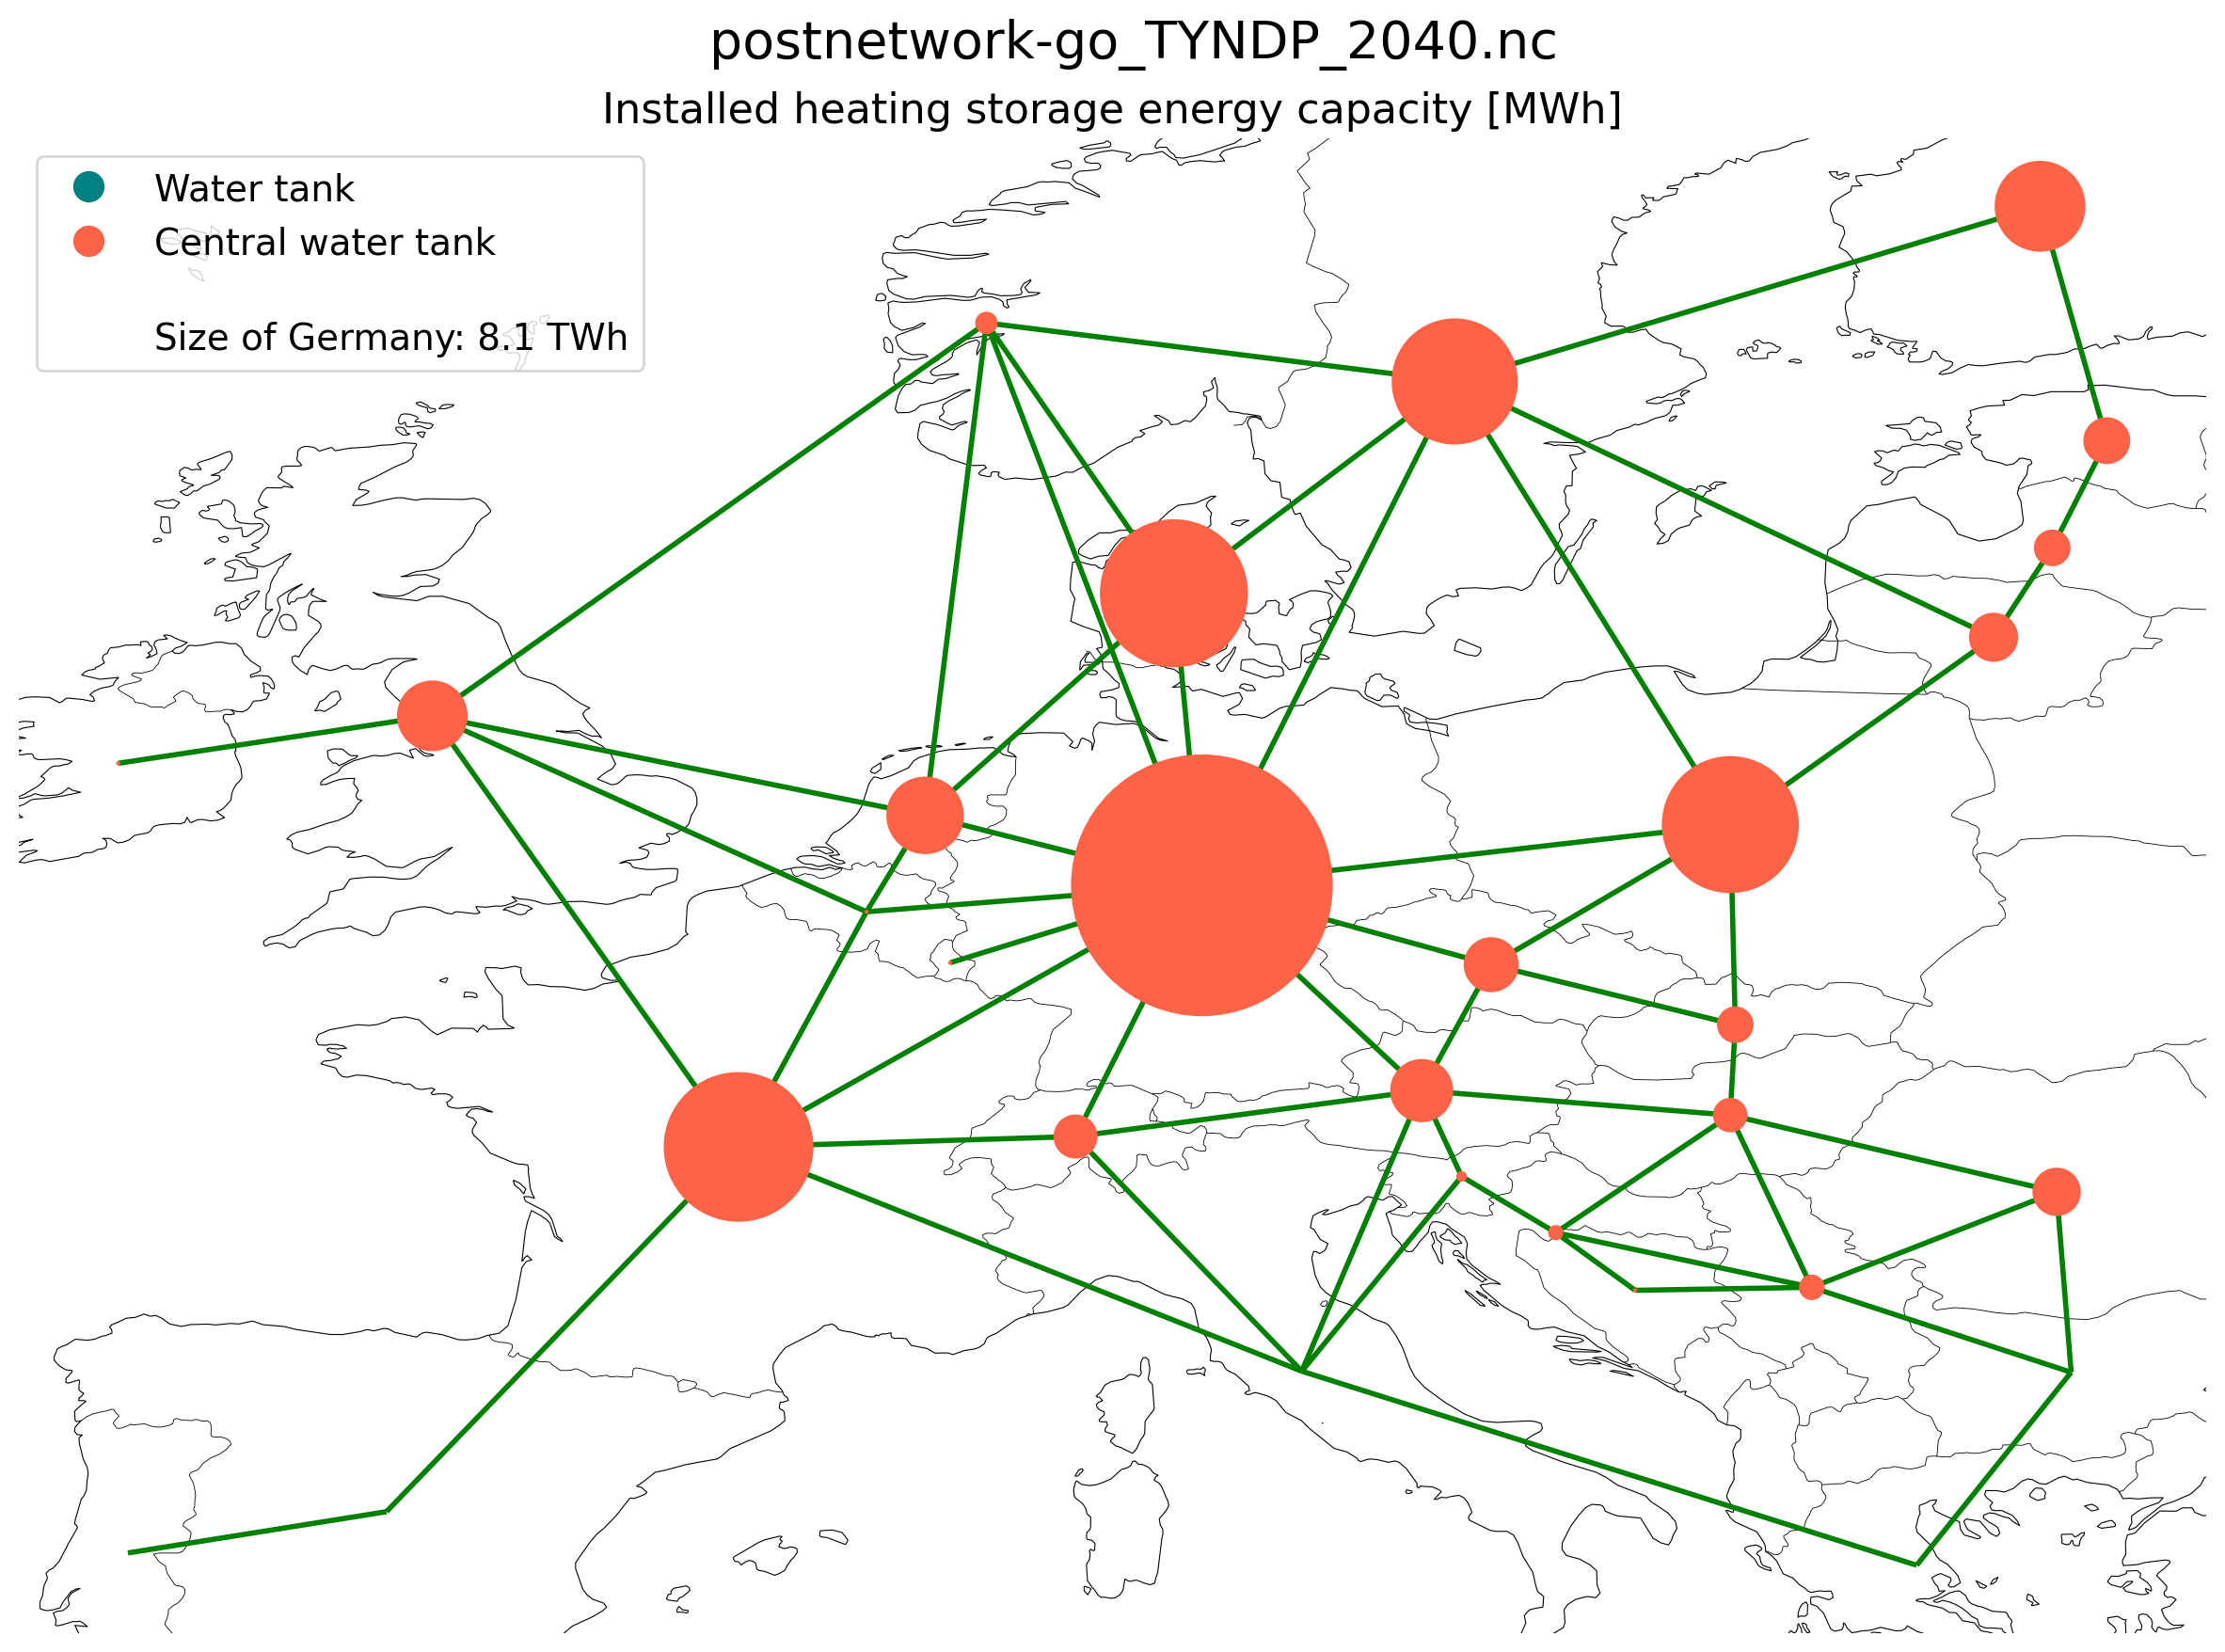 postnetwork-go_TYNDP_2040.nc
Installed heating storage energy capacity [MWh]
Water tank
Central water tank
Size of Germany: 8.1 TWh